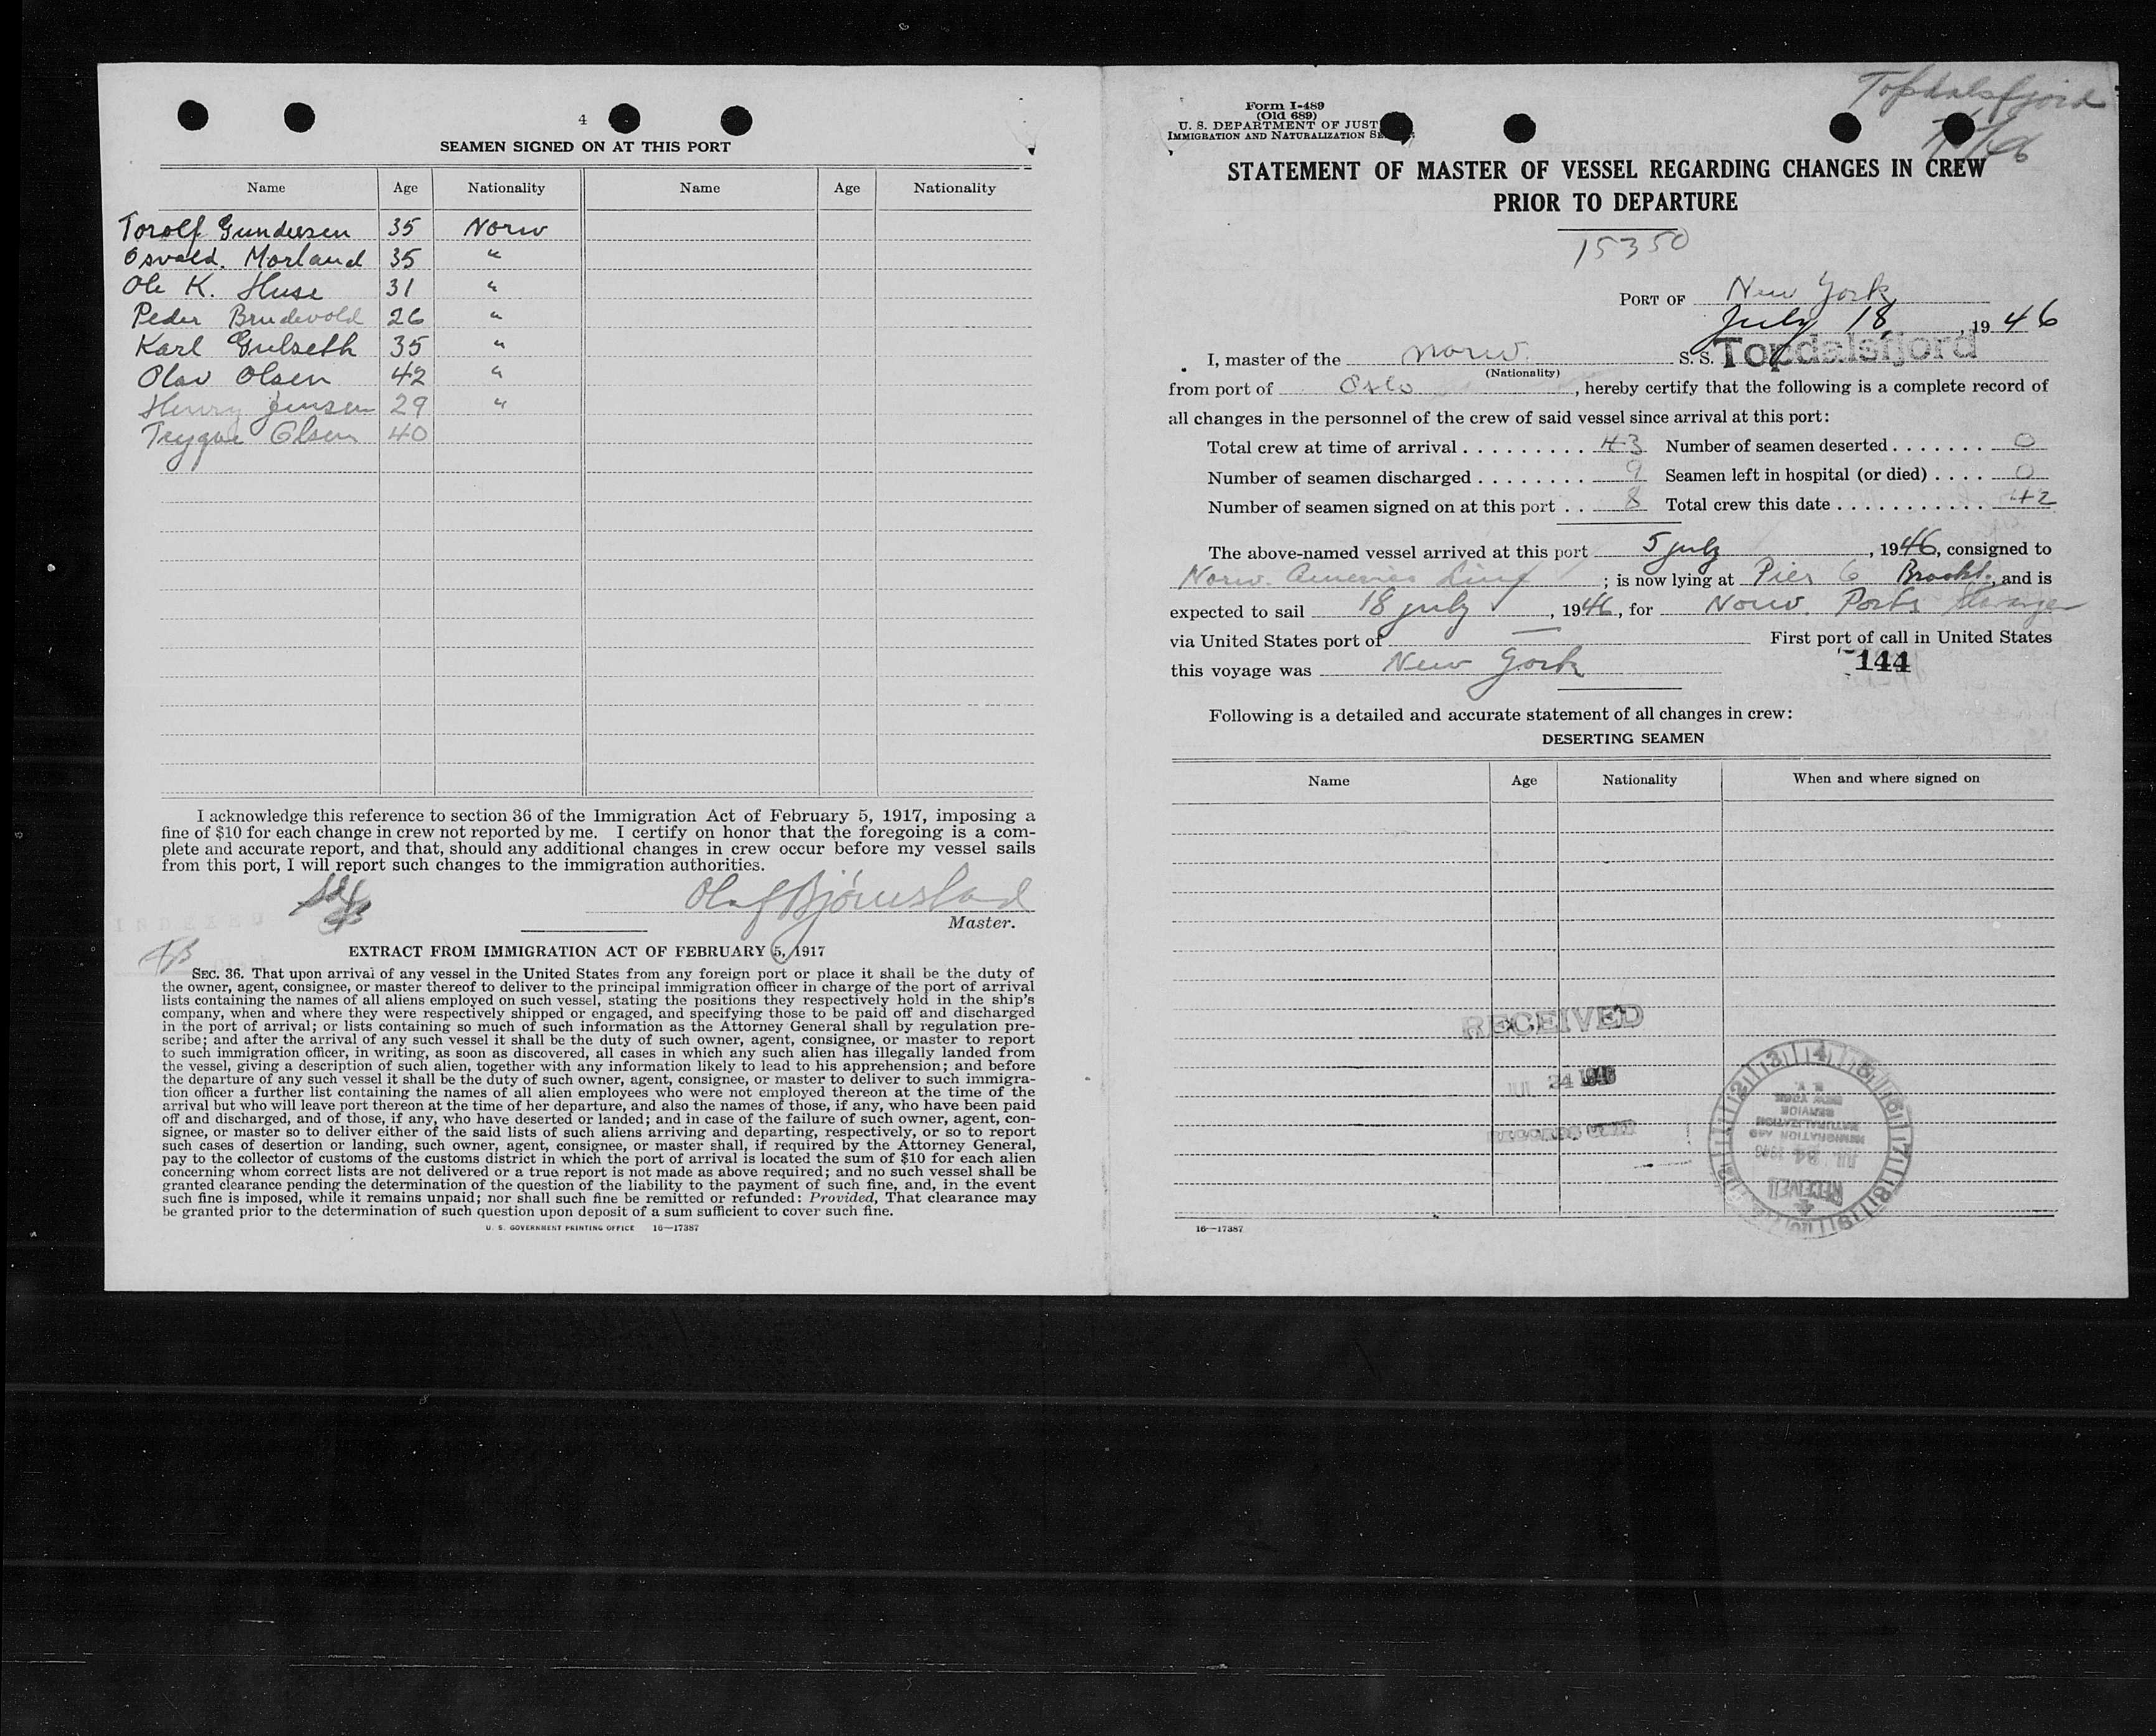 4
SEAMEN SIGNED ON AT THIS PORT
Name Age Nationality Name Age Nationality
Torolf Gundersen 35 Norw
Osvald. Morland 35 "
Ole K. Huse 31 "
Peder Brudevold 26 "
Karl Gulseth 35 "
Olav Olsen 42 "
Henry Jensen 29 "
Trygve Olsen 40
I acknowledge this reference to section 36 of the Immigration Act of February 5, 1917, imposing a
fine of $10 for each change in crew not reported by me. I certify on honor that the foregoing is a com-
plete and accurate report, and that, should any additional changes in crew occur before my vessel sails
from this port, I will report such changes to the immigration authorities.
Olaf Bjørnstad
Master.
INDEXED
EXTRACT FROM IMMIGRATION ACT OF FEBRUARY 5, 1917
SEC. 36. That upon arrival of any vessel in the United States from any foreign port or place it shall be the duty of
the owner, agent, consignee, or master thereof to deliver to the principal immigration officer in charge of the port of arrival
lists containing the names of all aliens employed on such vessel, stating the positions they respectively hold in the ship's
company, when and where they were respectively shipped or engaged, and specifying those to be paid off and discharged
in the port of arrival; or lists containing so much of such information as the Attorney General shall by regulation pre-
scribe; and after the arrival of any such vessel it shall be the duty of such owner, agent, consignee, or master to report
to such immigration officer, in writing, as soon as discovered, all cases in which any such alien has illegally landed from
the vessel, giving a description of such alien, together with any information likely to lead to his apprehension; and before
the departure of any such vessel it shall be the duty of such owner, agent, consignee, or master to deliver to such immigra-
tion officer a further list containing the names of all alien employees who were not employed thereon at the time of the
arrival but who will leave port thereon at the time of her departure, and also the names of those, if any, who have been paid
off and discharged, and of those, if any, who have deserted or landed; and in case of the failure of such owner, agent, con-
signee, or master so to deliver either of the said lists of such aliens arriving and departing, respectively, or so to report
such cases of desertion or landing, such owner, agent, consignee, or master shall, if required by the Attorney General,
pay to the collector of customs of the customs district in which the port of arrival is located the sum of $10 for each alien
concerning whom correct lists are not delivered or a true report is not made as above required; and no such vessel shall be
granted clearance pending the determination of the question of the liability to the payment of such fine, and, in the event
such fine is imposed, while it remains unpaid; nor shall such fine be remitted or refunded: Provided, That clearance may
be granted prior to the determination of such question upon deposit of a sum sufficient to cover such fine.
U. S. GOVERNMENT PRINTING OFFICE 16—17387
Topdalsfjord
Form I-489
(Old 689)
U. S. DEPARTMENT OF JUST
IMMIGRATION AND NATURALIZATION SE
STATEMENT OF MASTER OF VESSEL REGARDING CHANGES IN CREW
PRIOR TO DEPARTURE
15350
PORT OF New York
July 18, 1946
I, master of the Norw. S. S. Topdalsfjord
(Nationality)
from port of Oslo, hereby certify that the following is a complete record of
all changes in the personnel of the crew of said vessel since arrival at this port:
Total crew at time of arrival 43 Number of seamen deserted 0
Number of seamen discharged 9 Seamen left in hospital (or died) 0
Number of seamen signed on at this port 8 Total crew this date 42
The above-named vessel arrived at this port 5 july, 1946, consigned to
Norw. America Line; is now lying at Pier 6 Brookl., and is
expected to sail 18 july, 1946, for Norw. Ports
via United States port of — First port of call in United States
this voyage was New York 144
Following is a detailed and accurate statement of all changes in crew:
DESERTING SEAMEN
Name Age Nationality When and where signed on
RECEIVED
JUL 24 1946
RECEIVED
JUL 24 1946
IMMIGRATION AND
NATURALIZATION
SERVICE
NEW YORK
N. Y.
16—17387